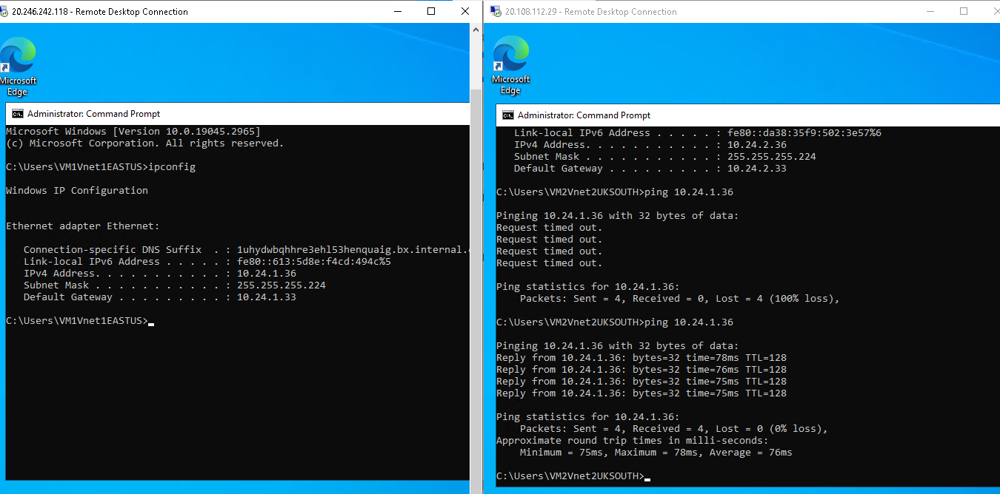 20.246.242.118 - Remote Desktop Connection
Microsoft
Edge
Administrator: Command Prompt
Microsoft Windows [Version 10.0.19045.2965]
(c) Microsoft Corporation. All rights reserved.
C:\Users\VM1Vnet1EASTUS>ipconfig
Windows IP Configuration
Ethernet adapter Ethernet:
Connection-specific DNS Suffix  . : 1uhydwbqhhre3ehl53henquaig.bx.internal.
Link-local IPv6 Address . . . . . : fe80::613:5d8e:f4cd:494c%5
IPv4 Address. . . . . . . . . . . : 10.24.1.36
Subnet Mask . . . . . . . . . . . : 255.255.255.224
Default Gateway . . . . . . . . . : 10.24.1.33
C:\Users\VM1Vnet1EASTUS>
20.108.112.29 - Remote Desktop Connection
Microsoft
Edge
Administrator: Command Prompt
Link-local IPv6 Address . . . . . : fe80::da38:35f9:502:3e57%6
IPv4 Address. . . . . . . . . . . : 10.24.2.36
Subnet Mask . . . . . . . . . . . : 255.255.255.224
Default Gateway . . . . . . . . . : 10.24.2.33
C:\Users\VM2Vnet2UKSOUTH>ping 10.24.1.36
Pinging 10.24.1.36 with 32 bytes of data:
Request timed out.
Request timed out.
Request timed out.
Request timed out.
Ping statistics for 10.24.1.36:
Packets: Sent = 4, Received = 0, Lost = 4 (100% loss),
C:\Users\VM2Vnet2UKSOUTH>ping 10.24.1.36
Pinging 10.24.1.36 with 32 bytes of data:
Reply from 10.24.1.36: bytes=32 time=78ms TTL=128
Reply from 10.24.1.36: bytes=32 time=76ms TTL=128
Reply from 10.24.1.36: bytes=32 time=75ms TTL=128
Reply from 10.24.1.36: bytes=32 time=75ms TTL=128
Ping statistics for 10.24.1.36:
Packets: Sent = 4, Received = 4, Lost = 0 (0% loss),
Approximate round trip times in milli-seconds:
Minimum = 75ms, Maximum = 78ms, Average = 76ms
C:\Users\VM2Vnet2UKSOUTH>